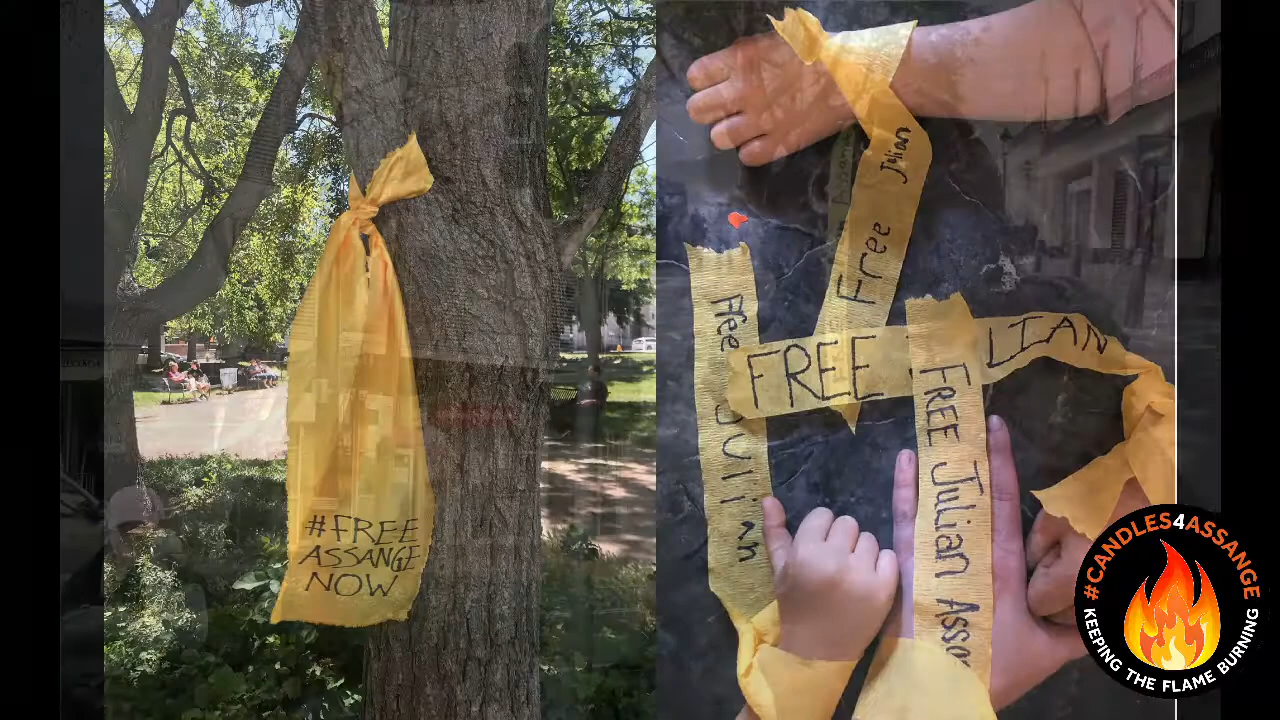 #FREE
ASSANGE
NOW
Free Julian
Free Julian
FREE
LIAN
FREE Julian Assa
#CANDLES4ASSANGE
KEEPING THE FLAME BURNING